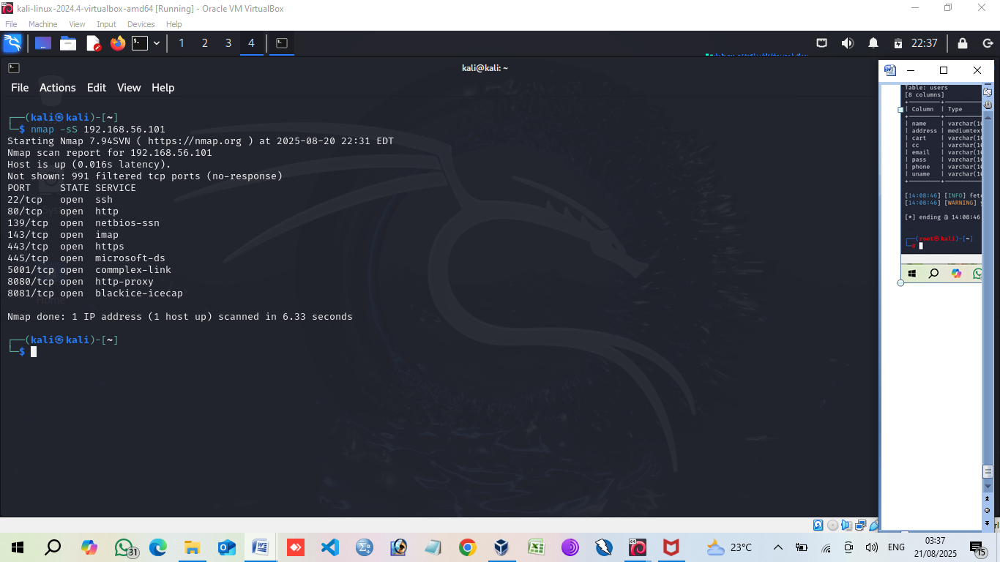 kali-linux-2024.4-virtualbox-amd64 [Running] - Oracle VM VirtualBox
File Machine View Input Devices Help
1 2 3 4 22:37
kali@kali: ~
File Actions Edit View Help
┌──(kali㉿kali)-[~]
└─$ nmap -sS 192.168.56.101
Starting Nmap 7.94SVN ( https://nmap.org ) at 2025-08-20 22:31 EDT
Nmap scan report for 192.168.56.101
Host is up (0.016s latency).
Not shown: 991 filtered tcp ports (no-response)
PORT     STATE SERVICE
22/tcp   open  ssh
80/tcp   open  http
139/tcp  open  netbios-ssn
143/tcp  open  imap
443/tcp  open  https
445/tcp  open  microsoft-ds
5001/tcp open  commplex-link
8080/tcp open  http-proxy
8081/tcp open  blackice-icecap
Nmap done: 1 IP address (1 host up) scanned in 6.33 seconds
┌──(kali㉿kali)-[~]
└─$
Table: users
[8 columns]
| Column | Type
| name | varchar(10
| address | mediumtext
| cart | varchar(10
| cc | varchar(10
| email | varchar(10
| pass | varchar(10
| phone | varchar(10
| uname | varchar(10
[14:08:46] [INFO] fetc
[14:08:46] [WARNING] y
[*] ending @ 14:08:46
┌──(root㉿kali)-[~]
└─#
Home
31
23°C
ENG
03:37
21/08/2025
15